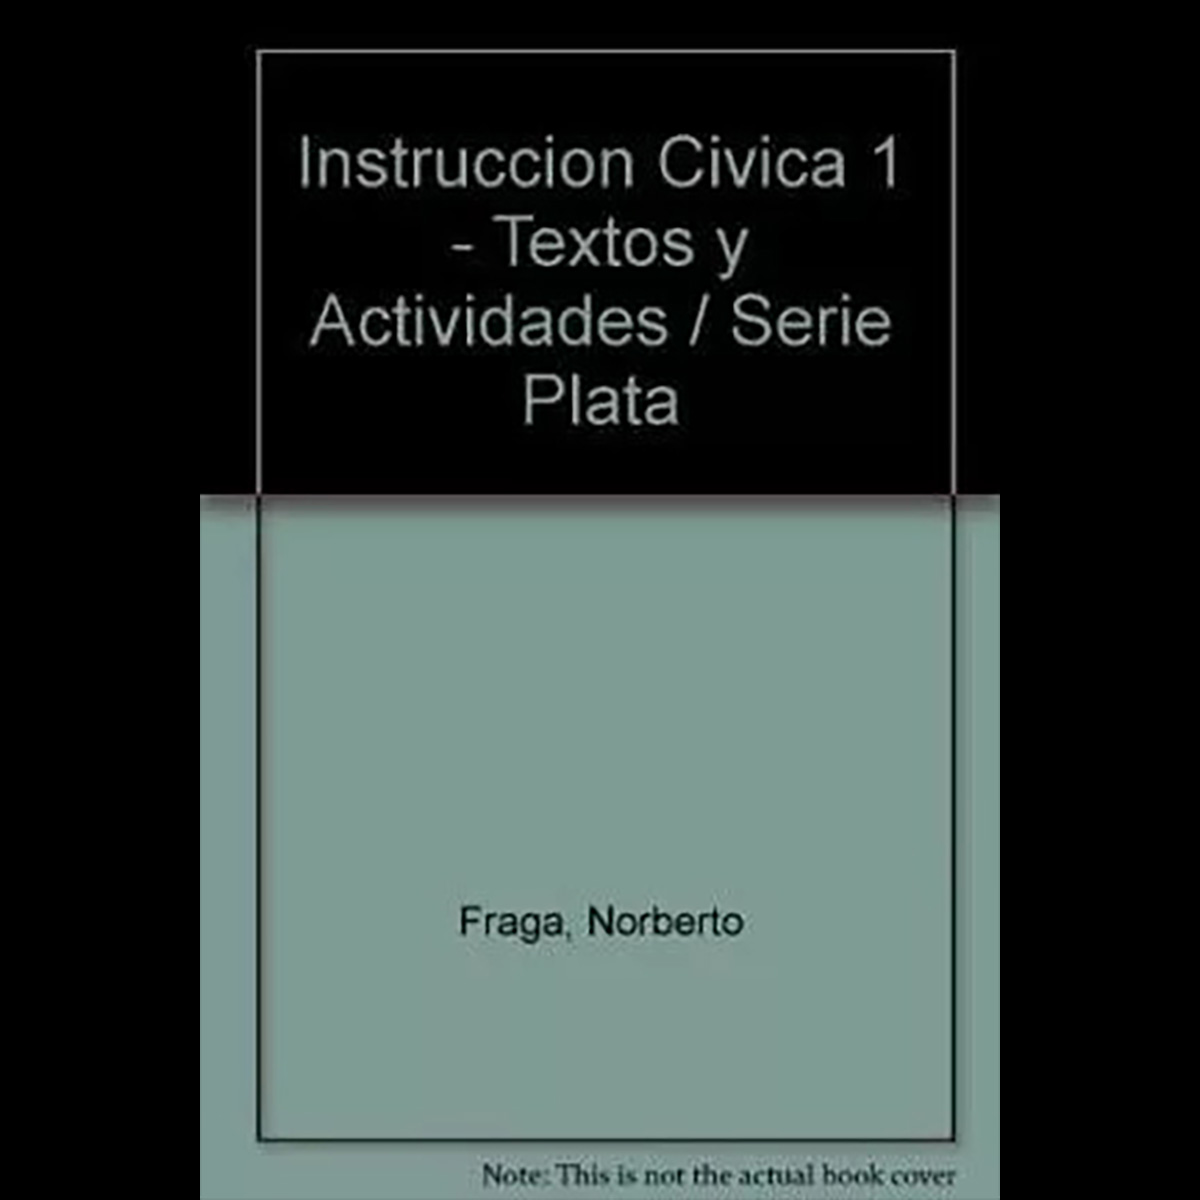 Instruccion Civica 1
- Textos y
Actividades / Serie
Plata
Fraga, Norberto
Note: This is not the actual book cover